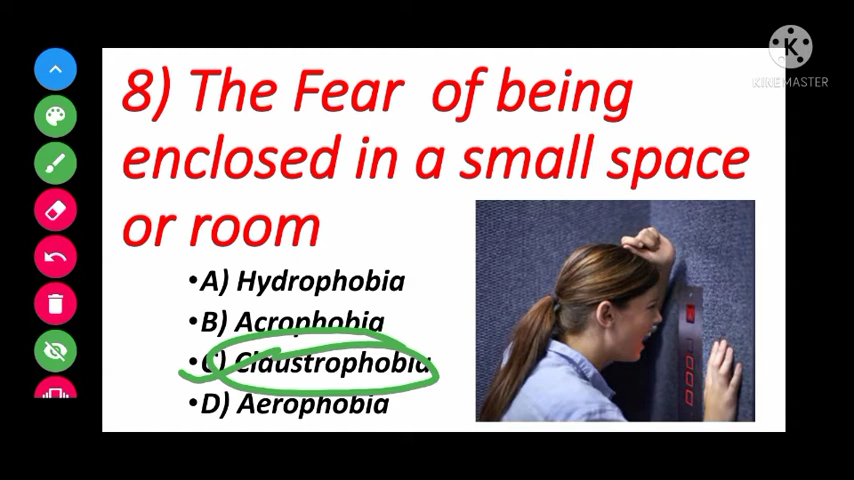 8) The Fear of being
enclosed in a small space
or room
•A) Hydrophobia
•B) Acrophobia
•C) Claustrophobia
•D) Aerophobia
K
KINEMASTER